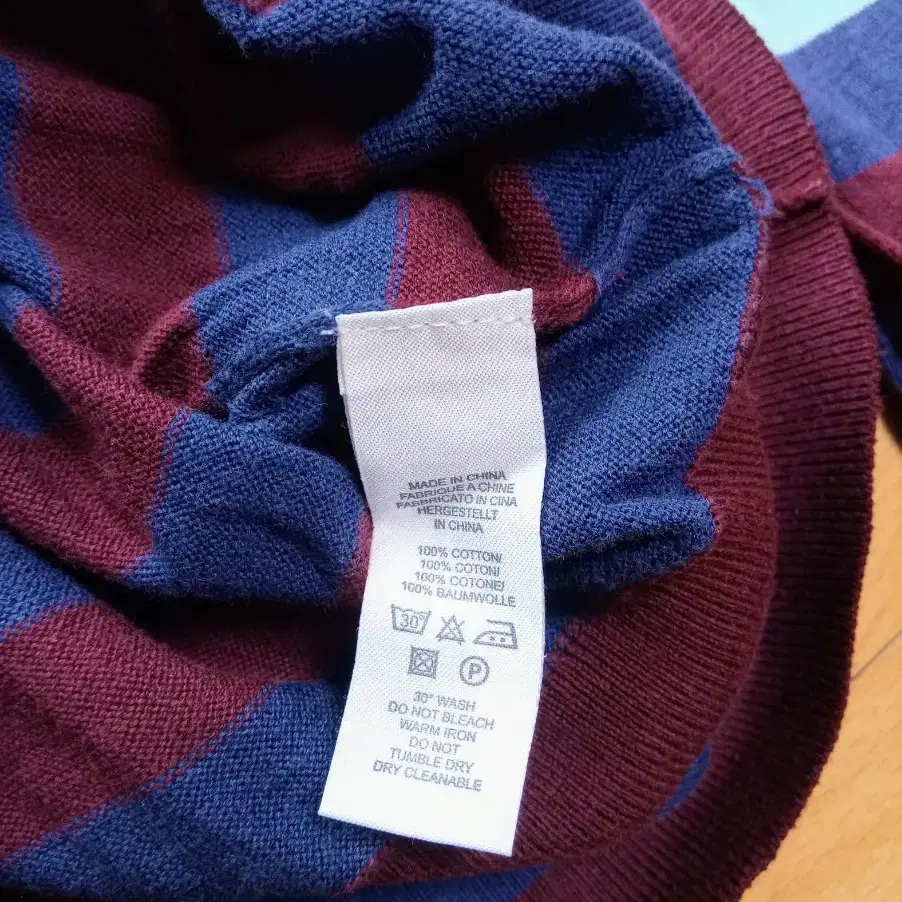 MADE IN CHINA
FABRIQUE A CHINE
FABBRICATO IN CINA
HERGESTELLT
IN CHINA
100% COTTON/
100% COTON/
100% COTONE/
100% BAUMWOLLE
30°
P
30° WASH
DO NOT BLEACH
WARM IRON
DO NOT
TUMBLE DRY
DRY CLEANABLE